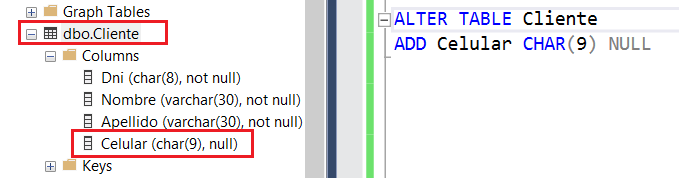 Graph Tables
dbo.Cliente
Columns
Dni (char(8), not null)
Nombre (varchar(30), not null)
Apellido (varchar(30), not null)
Celular (char(9), null)
Keys
ALTER TABLE Cliente
ADD Celular CHAR(9) NULL